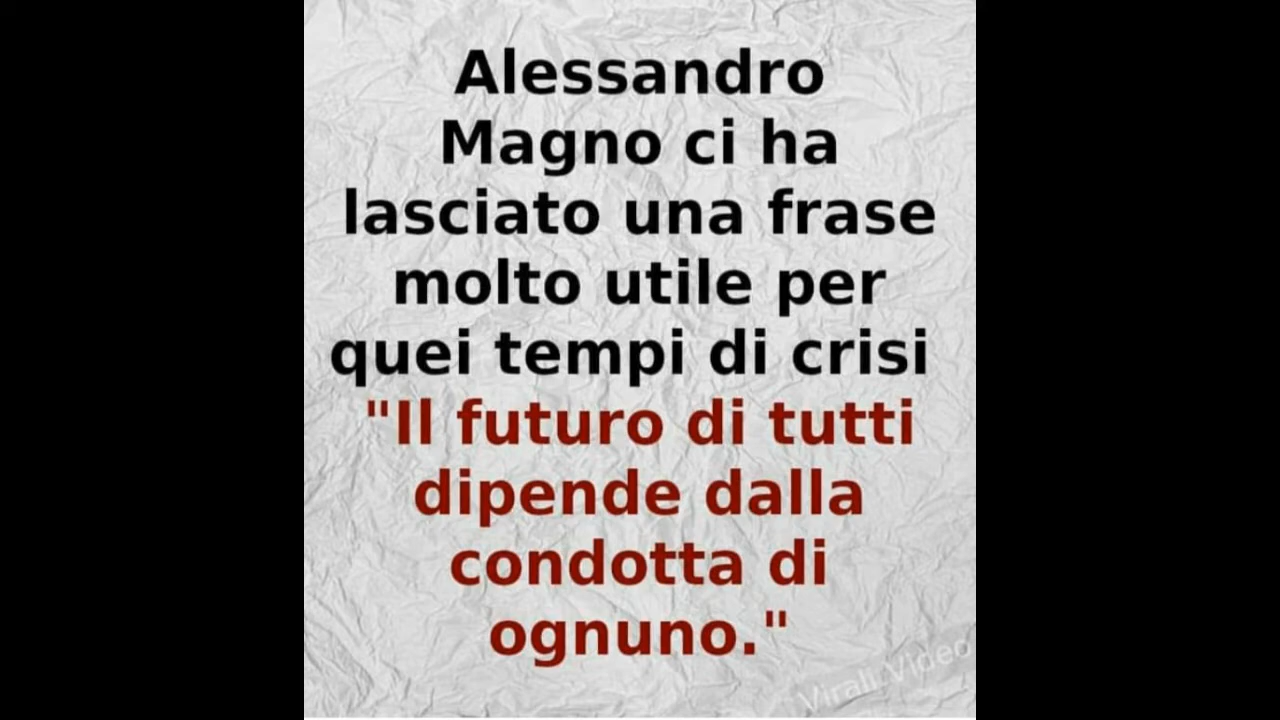 Alessandro
Magno ci ha
lasciato una frase
molto utile per
quei tempi di crisi
"Il futuro di tutti
dipende dalla
condotta di
ognuno."
Virali Video